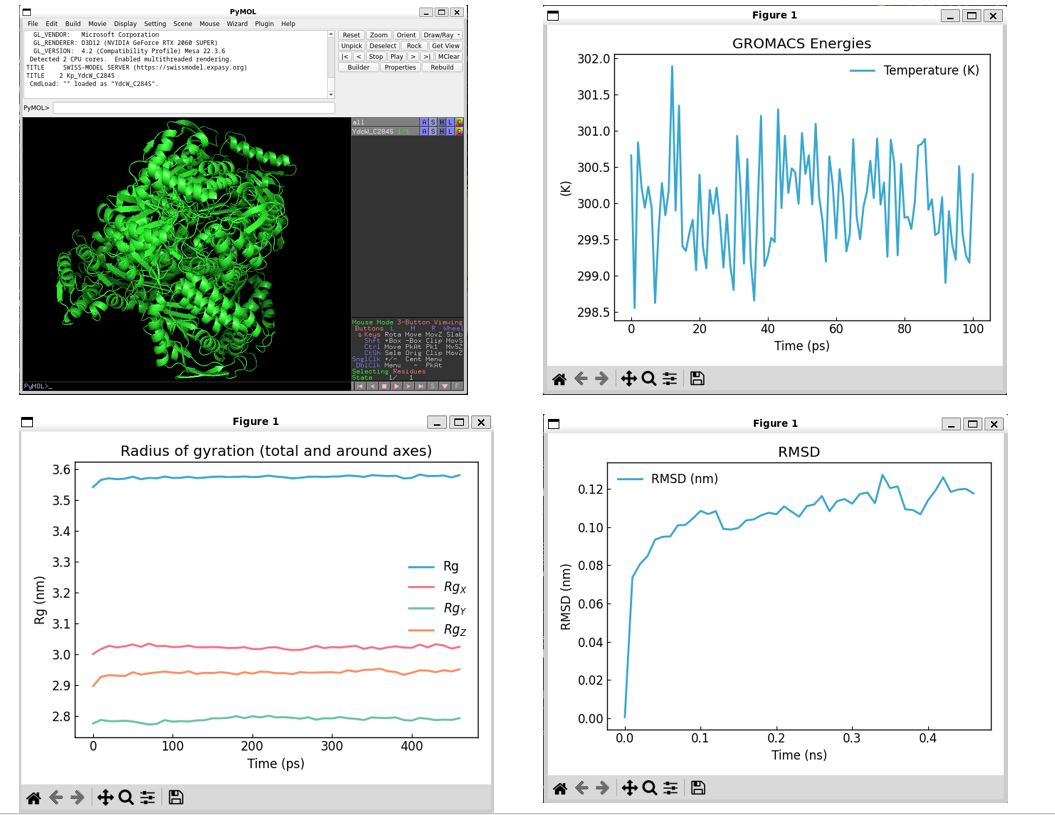 PyMOL
File Edit Build Movie Display Setting Scene Mouse Wizard Plugin Help
GL_VENDOR: Microsoft Corporation
GL_RENDERER: D3D12 (NVIDIA GeForce RTX 2060 SUPER)
GL_VERSION: 4.2 (Compatibility Profile) Mesa 22.3.6
Detected 2 CPU cores. Enabled multithreaded rendering.
TITLE SWISS-MODEL SERVER (https://swissmodel.expasy.org)
TITLE 2 Kp_YdcW_C284S
CmdLoad: "" loaded as "YdcW_C284S".
PyMOL>
Reset Zoom Orient Draw/Ray
Unpick Deselect Rock Get View
|< < Stop Play > >| MClear
Builder Properties Rebuild
all A S H L C
YdcW_C284S 1/1 A S H L C
Mouse Mode 3-Button Viewing
Buttons L M R Wheel
& Keys Rota Move MovZ Slab
Shft +Box -Box Clip MovS
Ctrl Move PkAt Pk1 MvSZ
CtSh Sele Orig Clip MovZ
SnglClk +/- Cent Menu
DblClk Menu - PkAt
Selecting Residues
State 1/ 1
PyMOL>_
S F
Figure 1
GROMACS Energies
Temperature (K)
302.0
301.5
301.0
300.5
300.0
299.5
299.0
298.5
(K)
0 20 40 60 80 100
Time (ps)
Figure 1
Radius of gyration (total and around axes)
3.6
3.5
3.4
3.3
3.2
3.1
3.0
2.9
2.8
Rg (nm)
Rg
Rg_X
Rg_Y
Rg_Z
0 100 200 300 400
Time (ps)
Figure 1
RMSD
RMSD (nm)
0.12
0.10
0.08
0.06
0.04
0.02
0.00
RMSD (nm)
0.0 0.1 0.2 0.3 0.4
Time (ns)